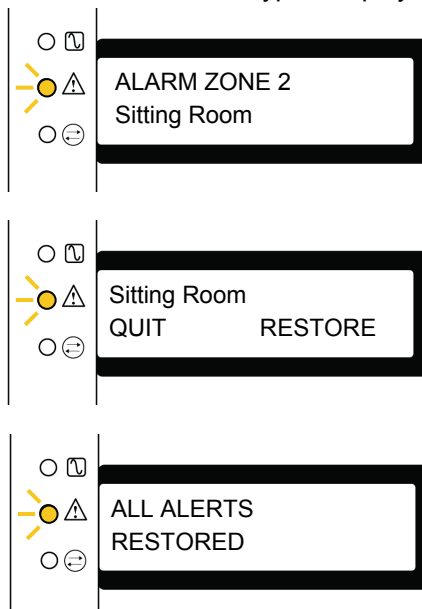 ALARM ZONE 2
Sitting Room
Sitting Room
QUIT RESTORE
ALL ALERTS
RESTORED